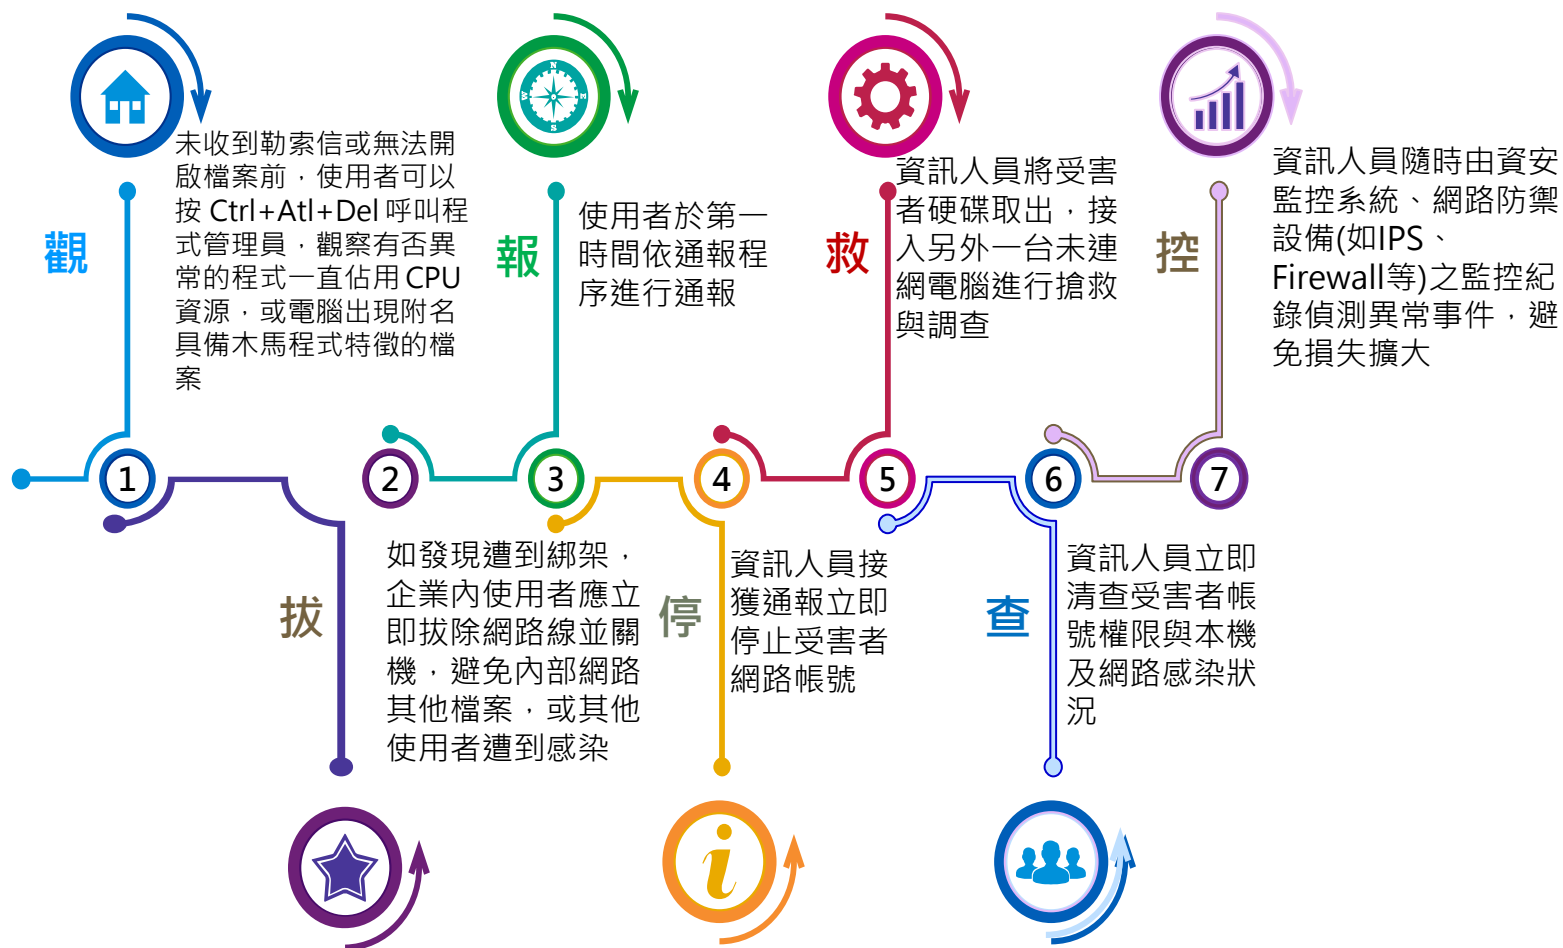 觀
未收到勒索信或無法開
啟檔案前，使用者可以
按 Ctrl+Atl+Del 呼叫程
式管理員，觀察有否異
常的程式一直佔用 CPU
資源，或電腦出現附名
具備木馬程式特徵的檔
案
1
拔
如發現遭到綁架，
企業內使用者應立
即拔除網路線並關
機，避免內部網路
其他檔案，或其他
使用者遭到感染
2
N
W
E
S
報
使用者於第一
時間依通報程
序進行通報
3
停
資訊人員接
獲通報立即
停止受害者
網路帳號
i
4
救
資訊人員將受害
者硬碟取出，接
入另外一台未連
網電腦進行搶救
與調查
5
查
資訊人員立即
清查受害者帳
號權限與本機
及網路感染狀
況
6
控
資訊人員隨時由資安
監控系統、網路防禦
設備(如IPS、
Firewall等)之監控紀
錄偵測異常事件，避
免損失擴大
7